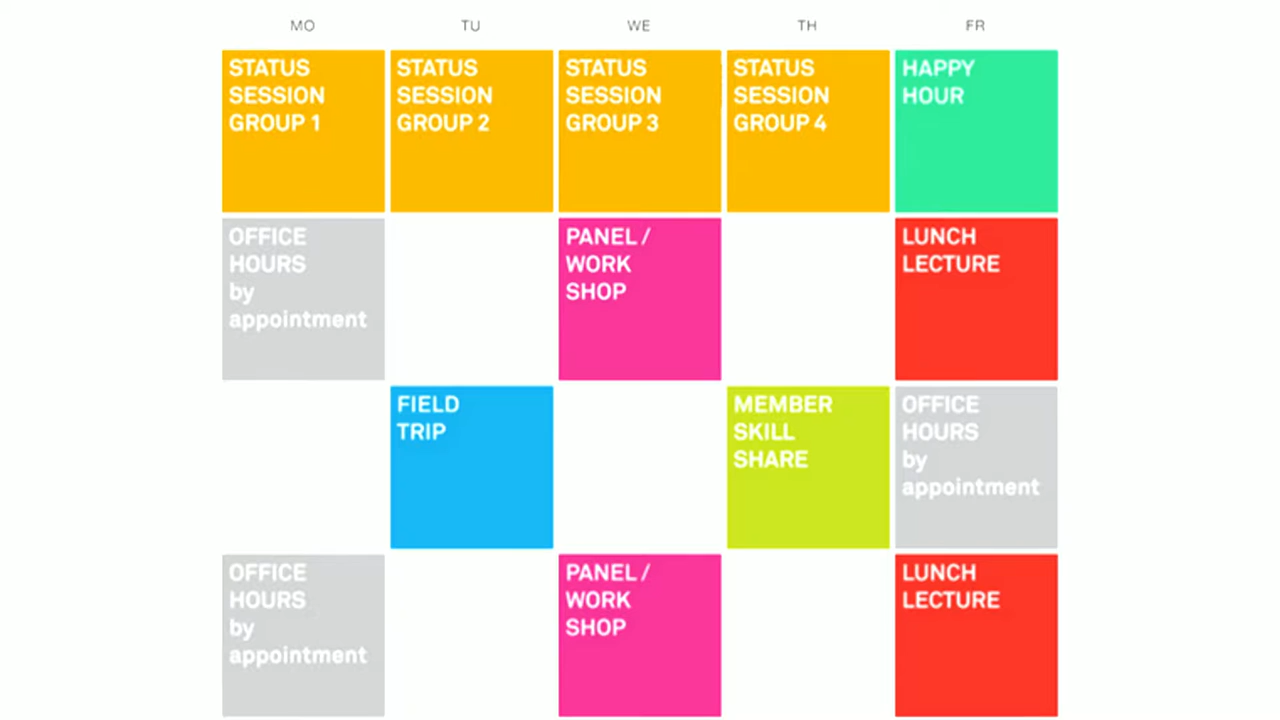 MO TU WE TH FR
STATUS
SESSION
GROUP 1
STATUS
SESSION
GROUP 2
STATUS
SESSION
GROUP 3
STATUS
SESSION
GROUP 4
HAPPY
HOUR
OFFICE
HOURS
by
appointment
PANEL /
WORK
SHOP
LUNCH
LECTURE
FIELD
TRIP
MEMBER
SKILL
SHARE
OFFICE
HOURS
by
appointment
OFFICE
HOURS
by
appointment
PANEL /
WORK
SHOP
LUNCH
LECTURE